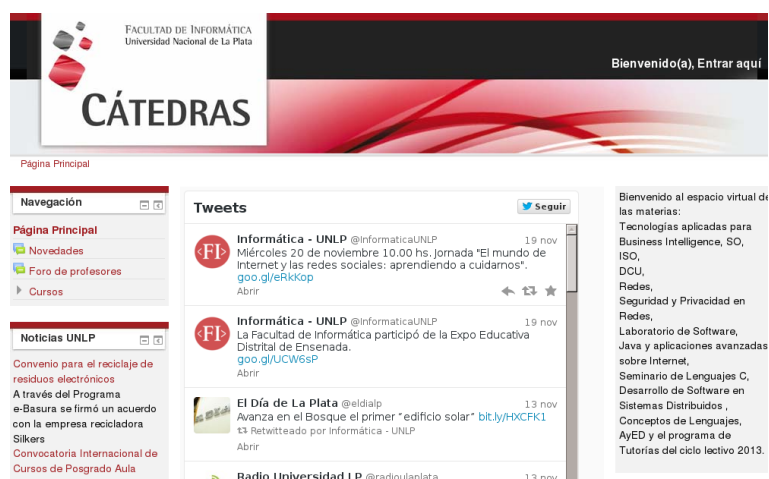 FACULTAD DE INFORMÁTICA
Universidad Nacional de La Plata
CÁTEDRAS
Bienvenido(a), Entrar aquí
Página Principal
Navegación
Página Principal
Novedades
Foro de profesores
Cursos
Noticias UNLP
Convenio para el reciclaje de
residuos electrónicos
A través del Programa
e-Basura se firmó un acuerdo
con la empresa recicladora
Silkers
Convocatoria Internacional de
Cursos de Posgrado Aula
Tweets
Seguir
FI
Informática - UNLP @InformaticaUNLP 19 nov
Miércoles 20 de noviembre 10.00 hs. Jornada "El mundo de
Internet y las redes sociales: aprendiendo a cuidarnos".
goo.gl/eRkKop
Abrir
FI
Informática - UNLP @InformaticaUNLP 19 nov
La Facultad de Informática participó de la Expo Educativa
Distrital de Ensenada.
goo.gl/UCW6sP
Abrir
El Día de La Plata @eldialp 13 nov
Avanza en el Bosque el primer “edificio solar” bit.ly/HXCFK1
Retwitteado por Informática - UNLP
Abrir
Radio Universidad LP @radioulaplata 13 nov
Bienvenido al espacio virtual de
las materias:
Tecnologías aplicadas para
Business Intelligence, SO,
ISO,
DCU,
Redes,
Seguridad y Privacidad en
Redes,
Laboratorio de Software,
Java y aplicaciones avanzadas
sobre Internet,
Seminario de Lenguajes C,
Desarrollo de Software en
Sistemas Distribuidos ,
Conceptos de Lenguajes,
AyED y el programa de
Tutorías del ciclo lectivo 2013.